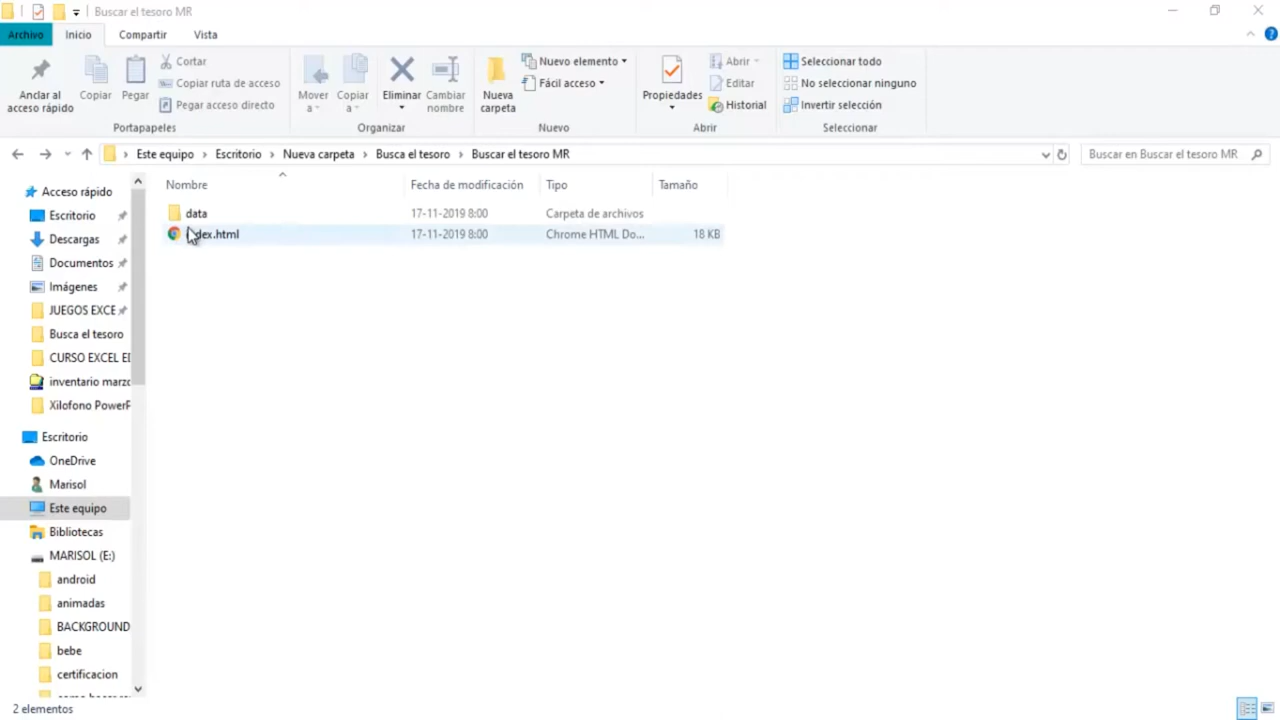 Buscar el tesoro MR
Archivo Inicio Compartir Vista
Anclar al acceso rápido
Copiar
Pegar
Cortar
Copiar ruta de acceso
Pegar acceso directo
Portapapeles
Mover a
Copiar a
Eliminar
Cambiar nombre
Organizar
Nueva carpeta
Nuevo elemento
Fácil acceso
Nuevo
Propiedades
Abrir
Editar
Historial
Abrir
Seleccionar todo
No seleccionar ninguno
Invertir selección
Seleccionar
Este equipo Escritorio Nueva carpeta Busca el tesoro Buscar el tesoro MR
Buscar en Buscar el tesoro MR
Nombre Fecha de modificación Tipo Tamaño
data 17-11-2019 8:00 Carpeta de archivos
17-11-2019 8:00 Chrome HTML Do... 18 KB
Acceso rápido
Escritorio
Descargas
Documentos
Imágenes
JUEGOS EXCE
Busca el tesoro
CURSO EXCEL
inventario marzo
Xilofono PowerP
Escritorio
OneDrive
Marisol
Este equipo
Bibliotecas
MARISOL (E:)
android
animadas
BACKGROUND
bebe
certificacion
2 elementos